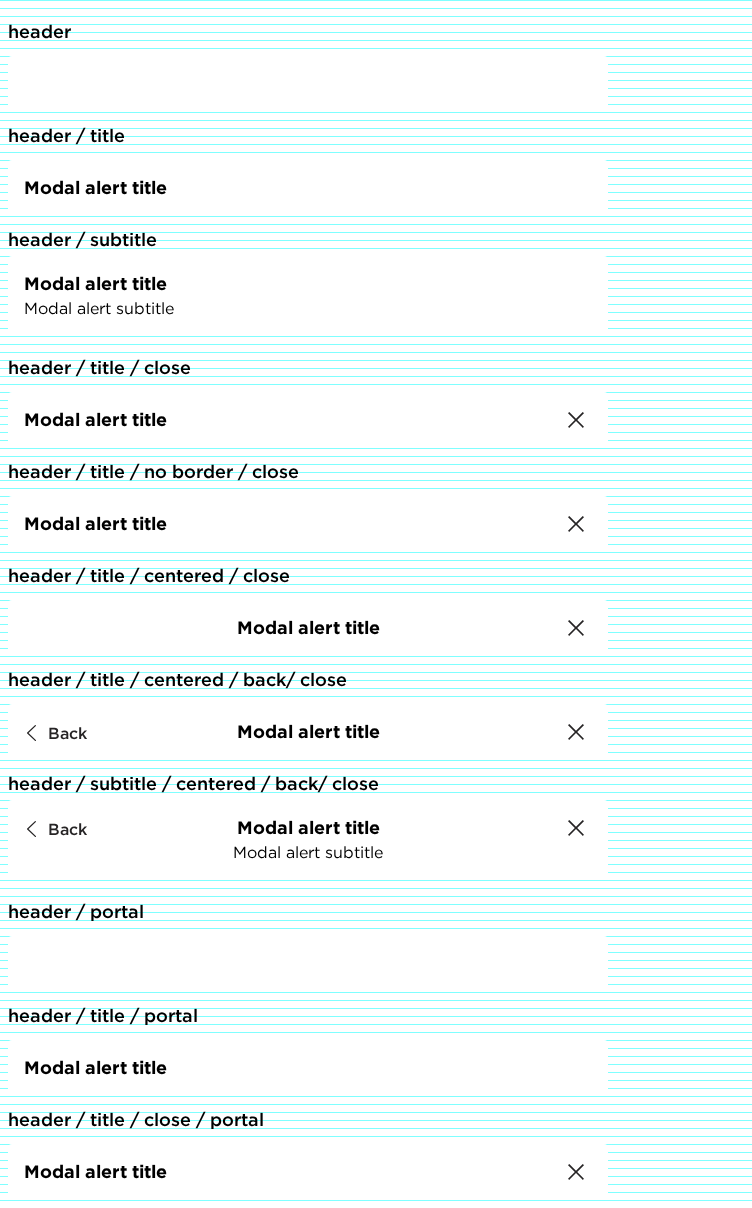 header
header / title
Modal alert title
header / subtitle
Modal alert title
Modal alert subtitle
header / title / close
Modal alert title
header / title / no border / close
Modal alert title
header / title / centered / close
Modal alert title
header / title / centered / back/ close
Back Modal alert title
header / subtitle / centered / back/ close
Back Modal alert title
Modal alert subtitle
header / portal
header / title / portal
Modal alert title
header / title / close / portal
Modal alert title